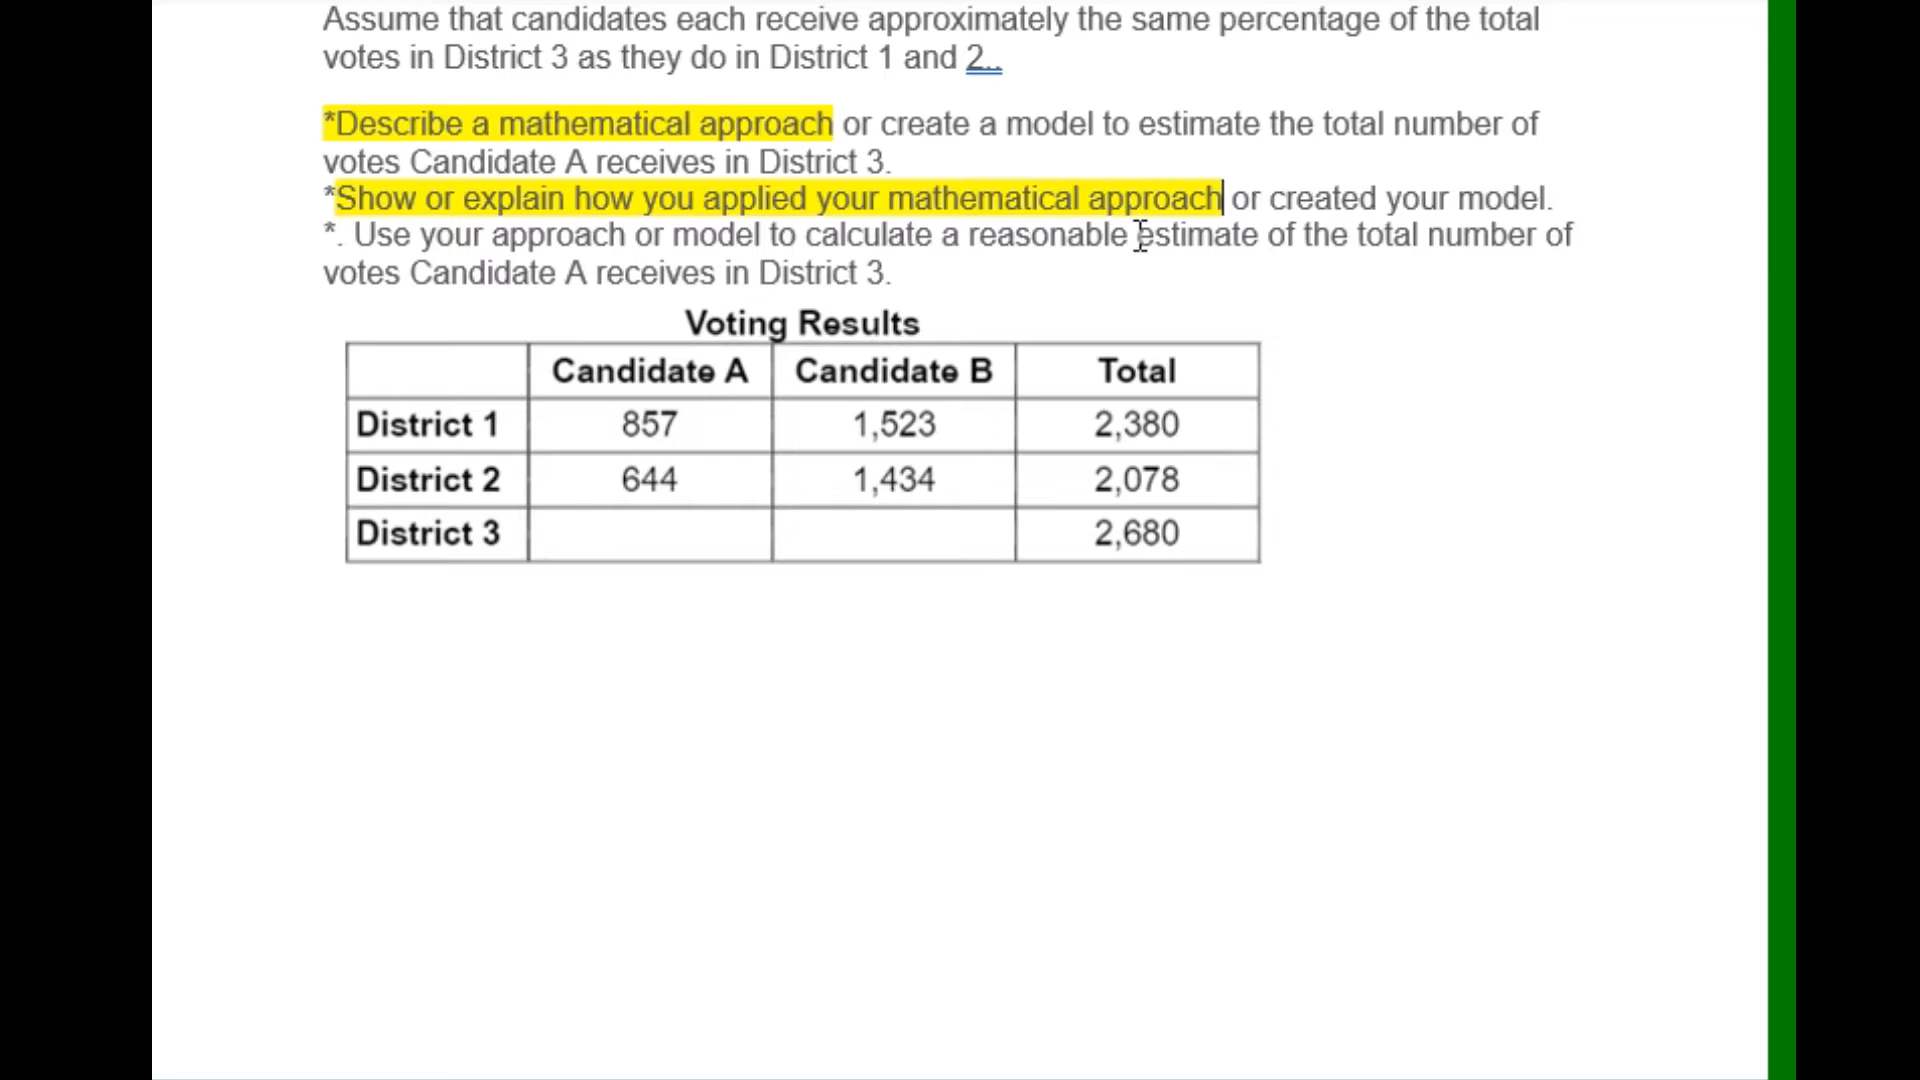 Assume that candidates each receive approximately the same percentage of the total
votes in District 3 as they do in District 1 and 2..
*Describe a mathematical approach or create a model to estimate the total number of
votes Candidate A receives in District 3.
*Show or explain how you applied your mathematical approach or created your model.
*. Use your approach or model to calculate a reasonable estimate of the total number of
votes Candidate A receives in District 3.
Voting Results
Candidate A Candidate B Total
District 1 857 1,523 2,380
District 2 644 1,434 2,078
District 3 2,680